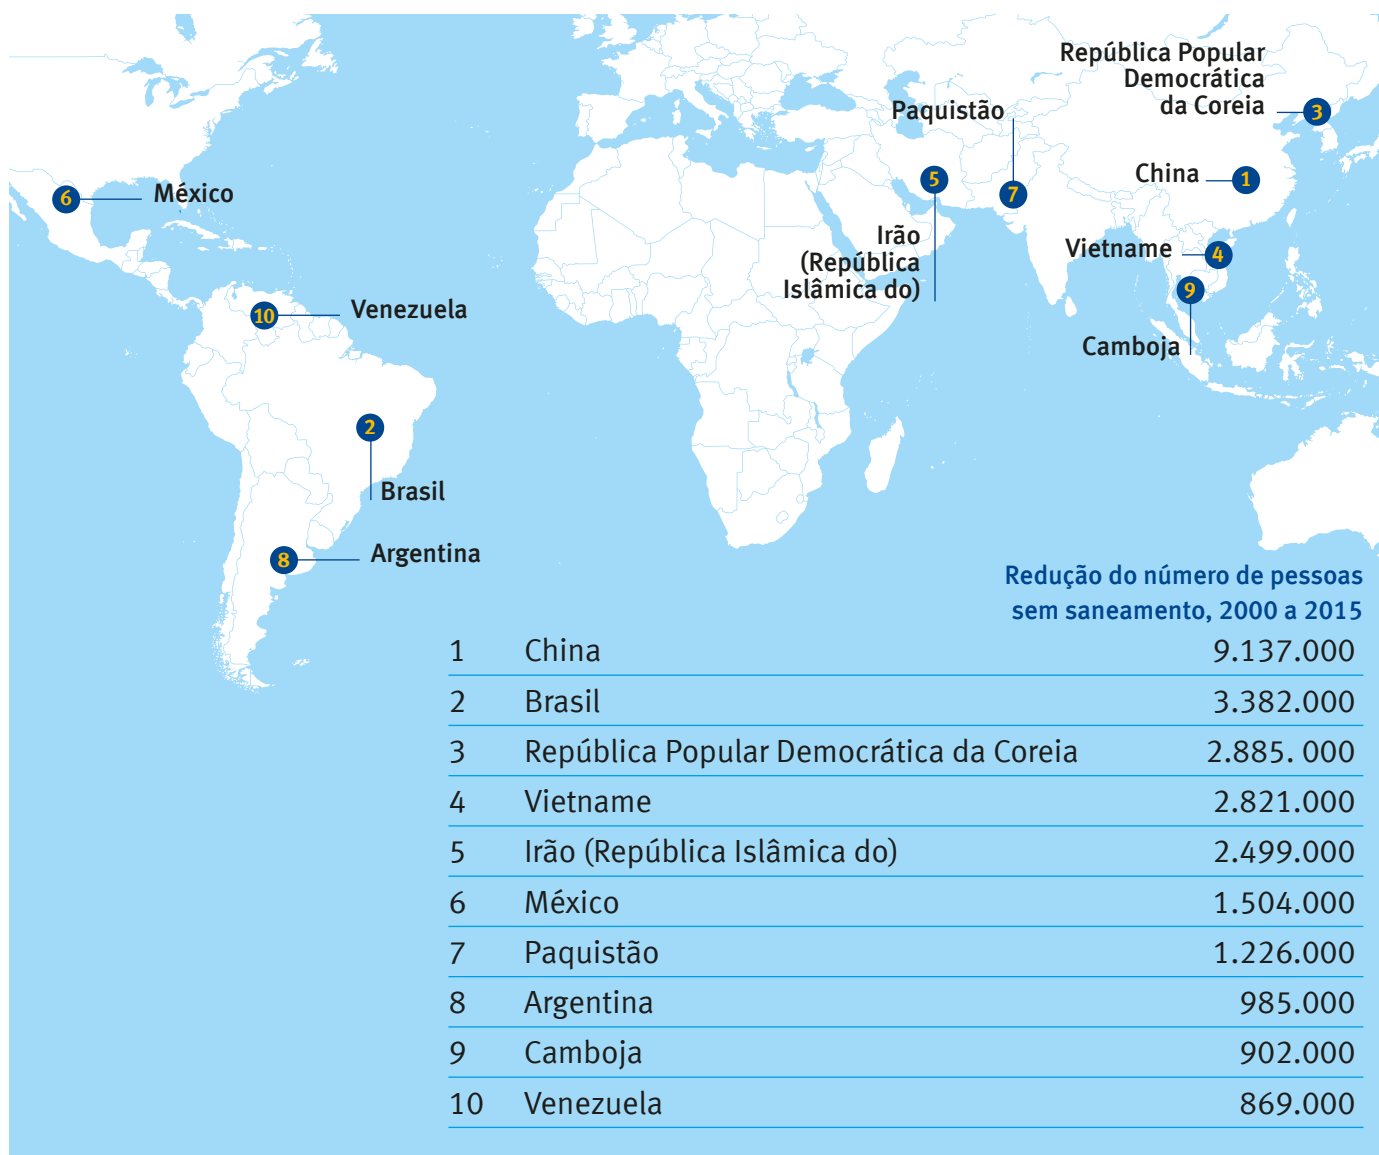 República Popular
Democrática
da Coreia
3
Paquistão
China
1
5
7
6
México
Irão
(República
Islâmica do)
Vietname
4
9
Camboja
10
Venezuela
2
Brasil
8
Argentina
Redução do número de pessoas
sem saneamento, 2000 a 2015
1 China 9.137.000
2 Brasil 3.382.000
3 República Popular Democrática da Coreia 2.885. 000
4 Vietname 2.821.000
5 Irão (República Islâmica do) 2.499.000
6 México 1.504.000
7 Paquistão 1.226.000
8 Argentina 985.000
9 Camboja 902.000
10 Venezuela 869.000